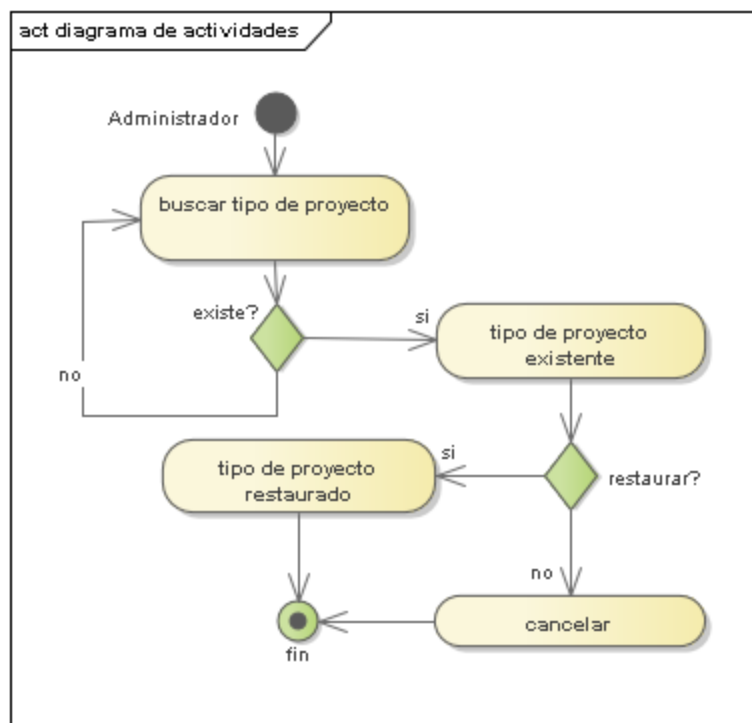 act diagrama de actividades
Administrador
buscar tipo de proyecto
existe?
si
tipo de proyecto
existente
no
si
tipo de proyecto
restaurado
restaurar?
no
cancelar
fin